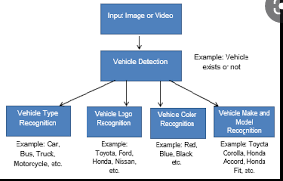 Input Image or Video
Vehicle Detection
Example: Vehicle
exists or not
Vehicle Type
Recognition
Vehicle Logo
Recognition
Vehicle Color
Recognition
Vehicle Make and
Model
Recognition
Example: Car,
Bus, Truck,
Motorcycle, etc.
Example:
Toyota, Ford,
Honda, Nissan,
etc.
Example: Red,
Blue, Black
etc.
Example: Toyota
Corolla, Honda
Accord, Honda
Fit, etc.